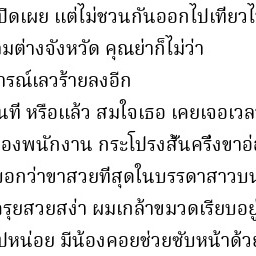 ปิดเผย แต่ไม่ชวนกันออกไปเที่ยว
มต่างจังหวัด คุณย่าก็ไม่ว่า
ารณ์เลวร้ายลงอีก
นที หรือแล้ว สมใจเธอ เคยเจอเวล
องพนักงาน กระโปรงสั้นครึ่งขาอ่
บอกว่าขาสวยที่สุดในบรรดาสาวบน
รุยสวยสง่า ผมเกล้าขมวดเรียบอยู่
ปหน่อย มีน้องคอยช่วยซับหน้าด้ว